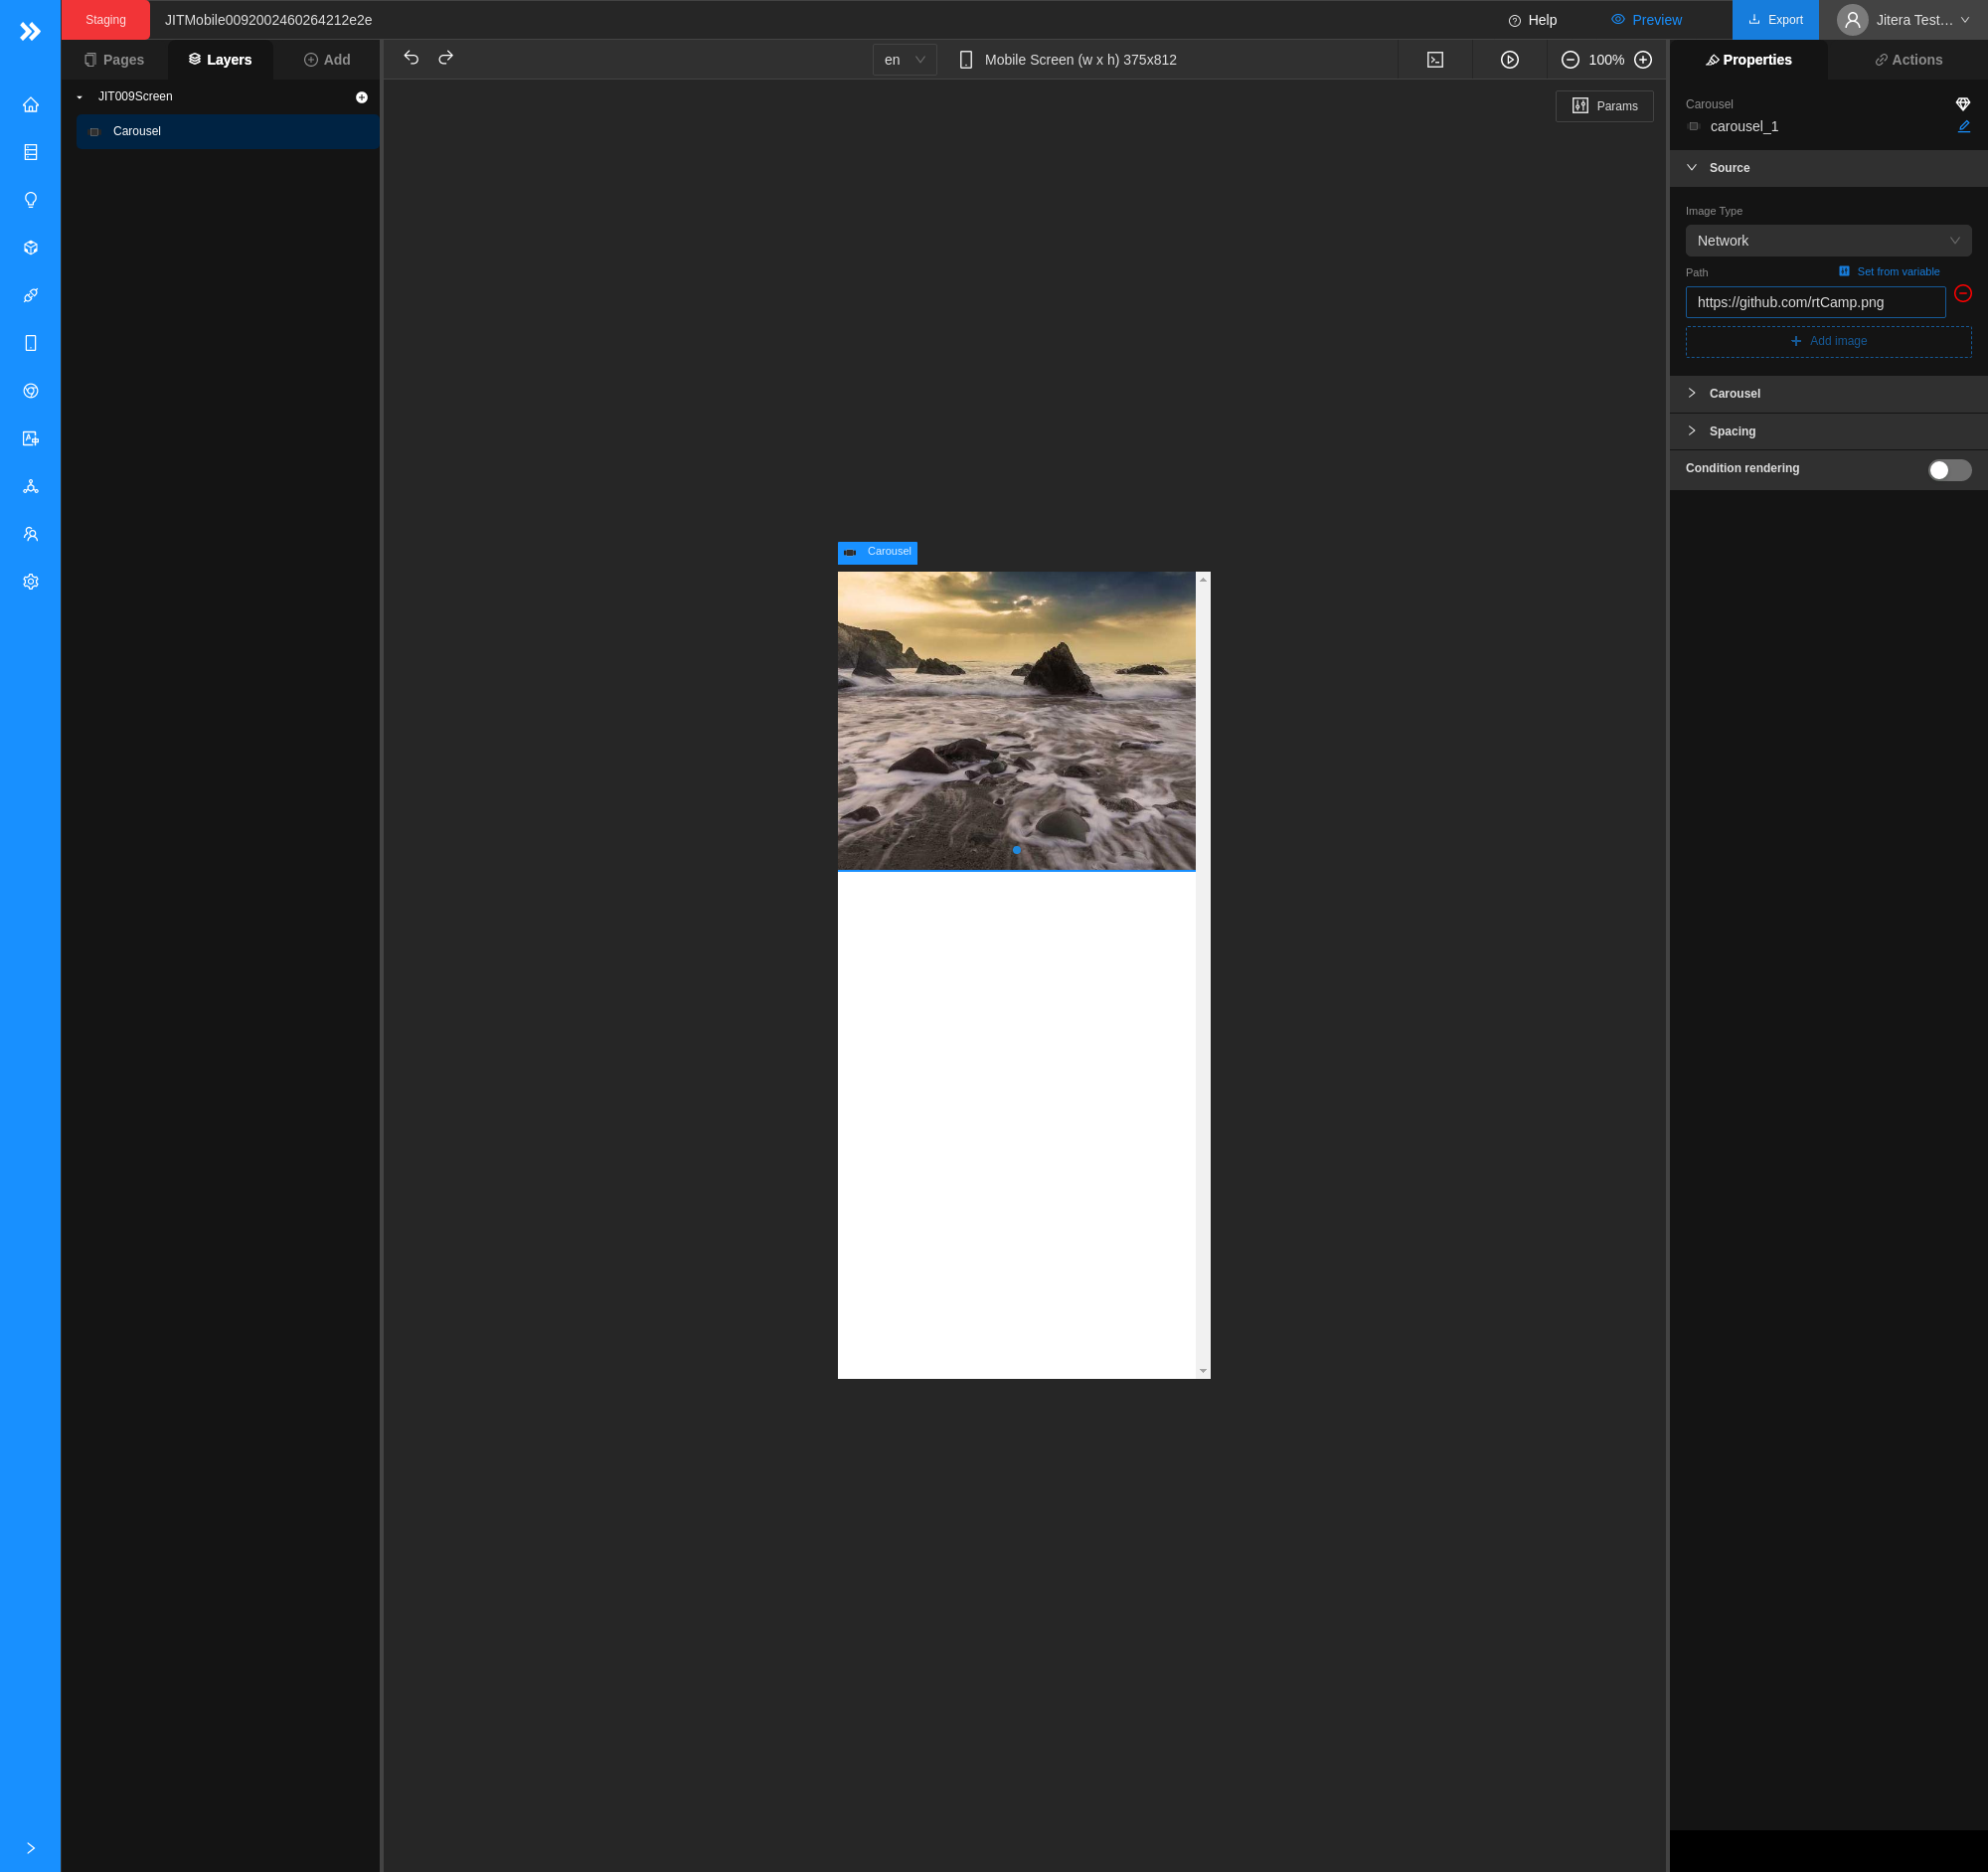 Staging
JITMobile0092002460264212e2e
Help
Preview
Export
Jitera Test...
Pages
Layers
Add
en
Mobile Screen (w x h) 375x812
100%
Properties
Actions
JIT009Screen
Carousel
Params
Carousel
carousel_1
Source
Image Type
Network
Path
Set from variable
https://github.com/rtCamp.png
Add image
Carousel
Spacing
Condition rendering
Carousel